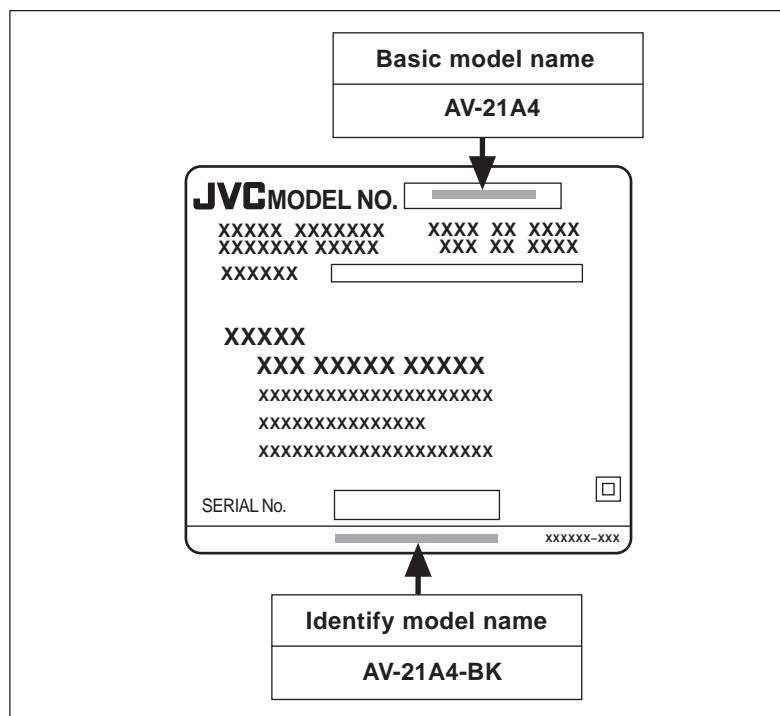 Basic model name
AV-21A4
JVC MODEL NO.
XXXXX XXXXXXX XXXX XX XXXX
XXXXXXX XXXXX XXX XX XXXX
XXXXXX
XXXXX
XXX XXXXX XXXXX
XXXXXXXXXXXXXXXXXXXXX
XXXXXXXXXXXXXXX
XXXXXXXXXXXXXXXXXXXXX
SERIAL No.
XXXXXX–XXX
Identify model name
AV-21A4-BK